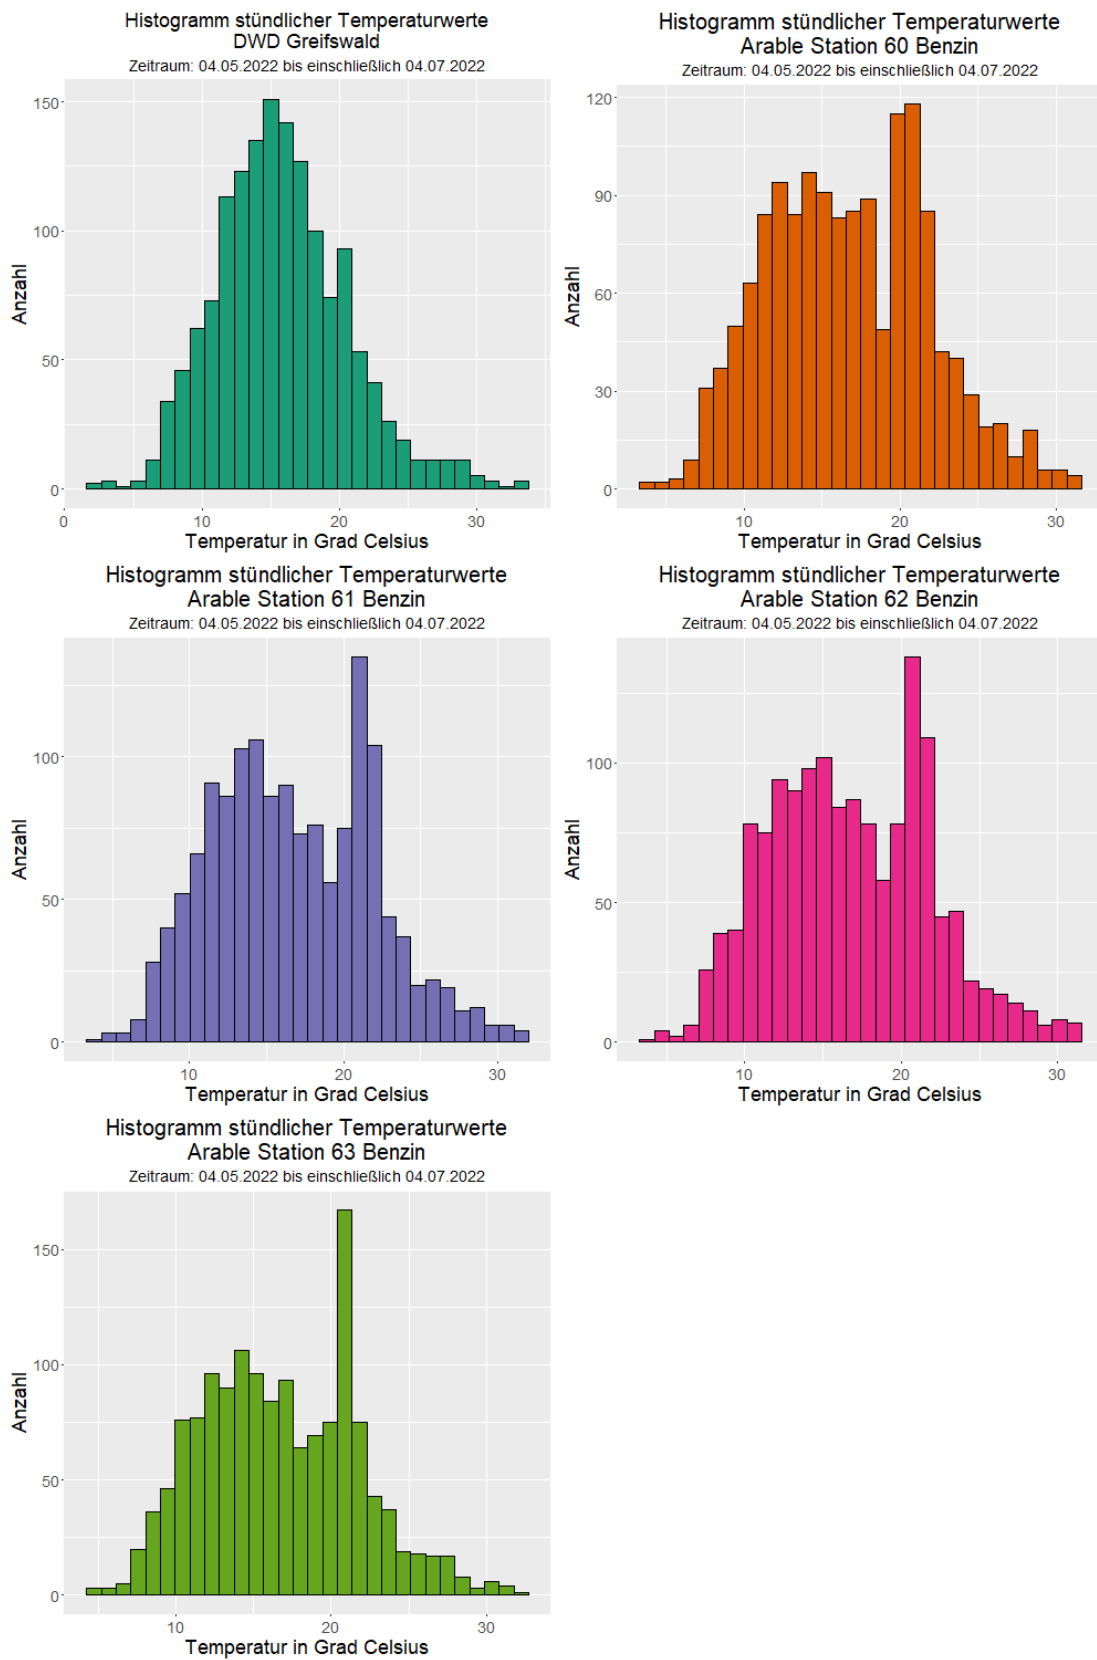 Histogramm stündlicher Temperaturwerte
DWD Greifswald
Zeitraum: 04.05.2022 bis einschließlich 04.07.2022
150
100
50
0
Anzahl
0 10 20 30
Temperatur in Grad Celsius
Histogramm stündlicher Temperaturwerte
Arable Station 60 Benzin
Zeitraum: 04.05.2022 bis einschließlich 04.07.2022
120
90
60
30
0
Anzahl
10 20 30
Temperatur in Grad Celsius
Histogramm stündlicher Temperaturwerte
Arable Station 61 Benzin
Zeitraum: 04.05.2022 bis einschließlich 04.07.2022
100
50
0
Anzahl
10 20 30
Temperatur in Grad Celsius
Histogramm stündlicher Temperaturwerte
Arable Station 62 Benzin
Zeitraum: 04.05.2022 bis einschließlich 04.07.2022
100
50
0
Anzahl
10 20 30
Temperatur in Grad Celsius
Histogramm stündlicher Temperaturwerte
Arable Station 63 Benzin
Zeitraum: 04.05.2022 bis einschließlich 04.07.2022
150
100
50
0
Anzahl
10 20 30
Temperatur in Grad Celsius